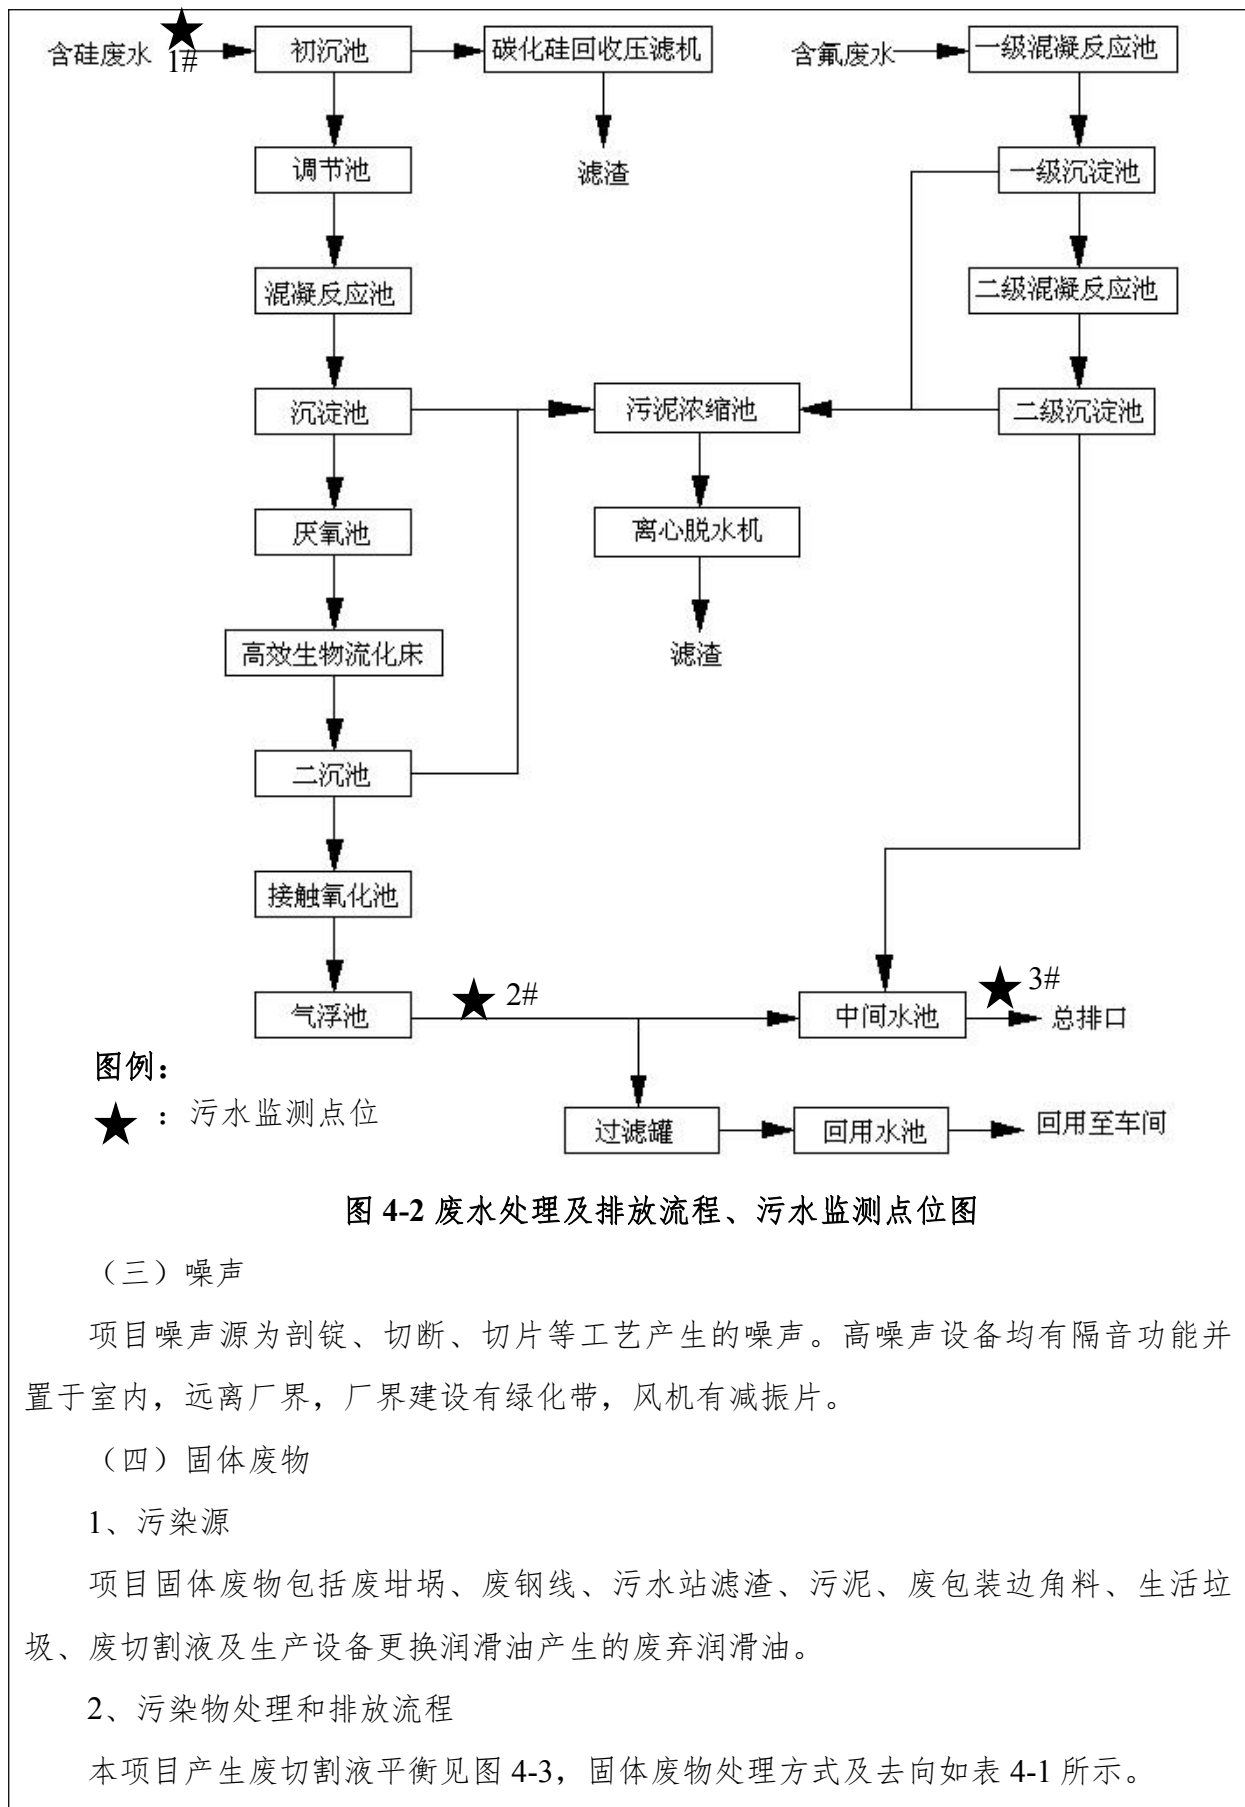 含硅废水
1#
初沉池
碳化硅回收压滤机
含氟废水
一级混凝反应池
调节池
滤渣
一级沉淀池
混凝反应池
二级混凝反应池
沉淀池
污泥浓缩池
二级沉淀池
厌氧池
离心脱水机
高效生物流化床
滤渣
二沉池
接触氧化池
气浮池
2#
中间水池
3#
总排口
图例：
：污水监测点位
过滤罐
回用水池
回用至车间
图 4-2 废水处理及排放流程、污水监测点位图
（三）噪声
项目噪声源为剖锭、切断、切片等工艺产生的噪声。高噪声设备均有隔音功能并
置于室内，远离厂界，厂界建设有绿化带，风机有减振片。
（四）固体废物
1、污染源
项目固体废物包括废坩埚、废钢线、污水站滤渣、污泥、废包装边角料、生活垃
圾、废切割液及生产设备更换润滑油产生的废弃润滑油。
2、污染物处理和排放流程
本项目产生废切割液平衡见图 4-3，固体废物处理方式及去向如表 4-1 所示。